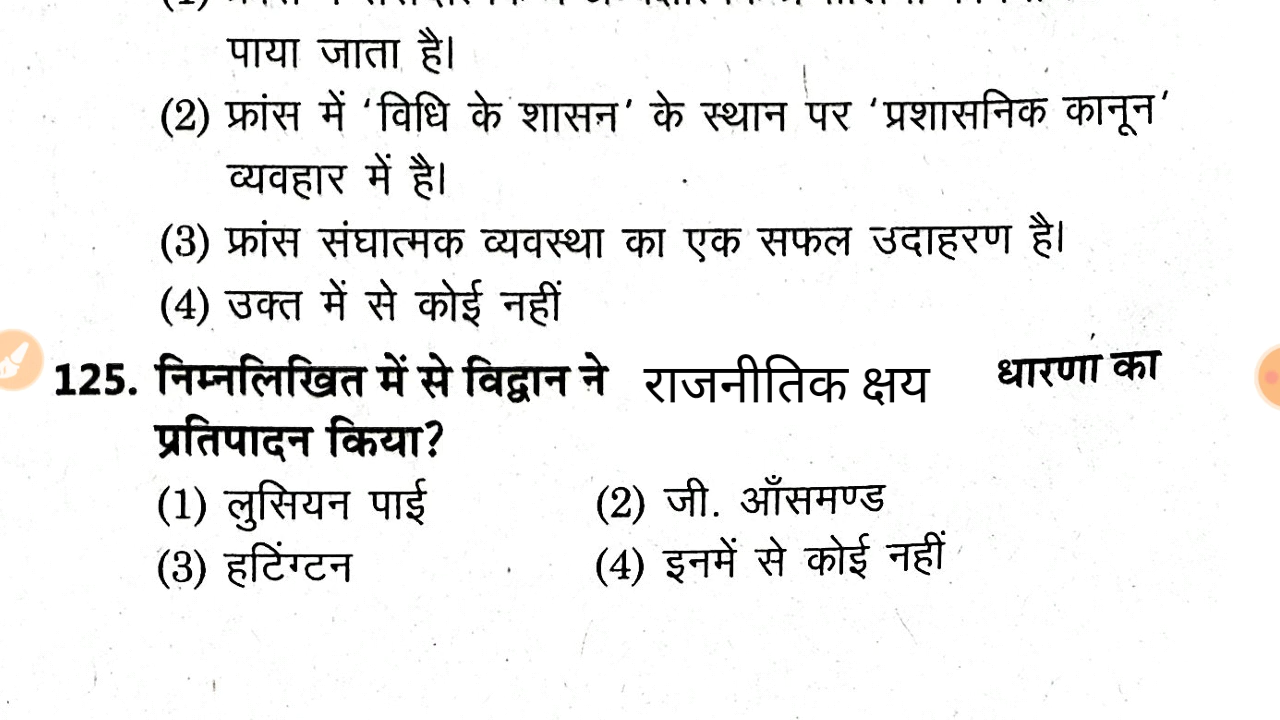 पाया जाता है।
(2) फ्रांस में ‘विधि के शासन’ के स्थान पर ‘प्रशासनिक कानून’
व्यवहार में है।
(3) फ्रांस संघात्मक व्यवस्था का एक सफल उदाहरण है।
(4) उक्त में से कोई नहीं
125. निम्नलिखित में से विद्वान ने राजनीतिक क्षय धारणा का
प्रतिपादन किया?
(1) लुसियन पाई (2) जी. आँसमण्ड
(3) हटिंग्टन (4) इनमें से कोई नहीं